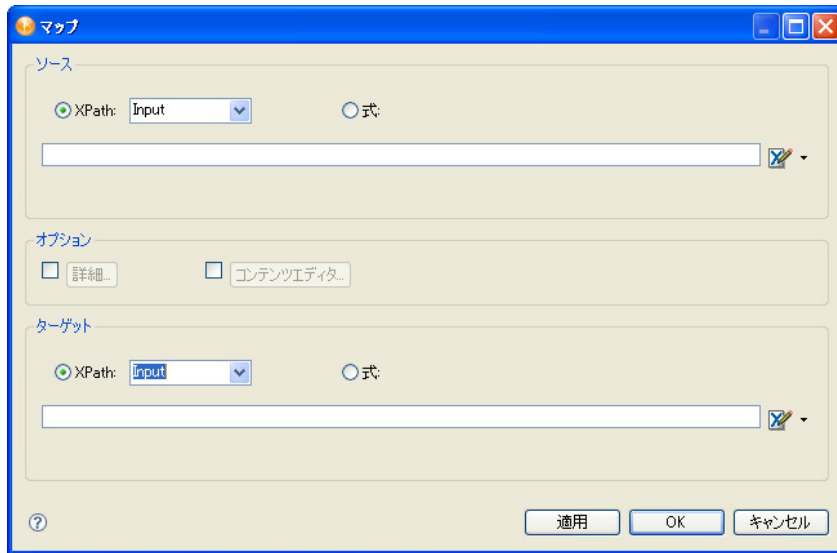 マップ
ソース
XPath: Input 式:
オプション
詳細... コンテンツエディタ...
ターゲット
XPath: Input 式:
適用 OK キャンセル